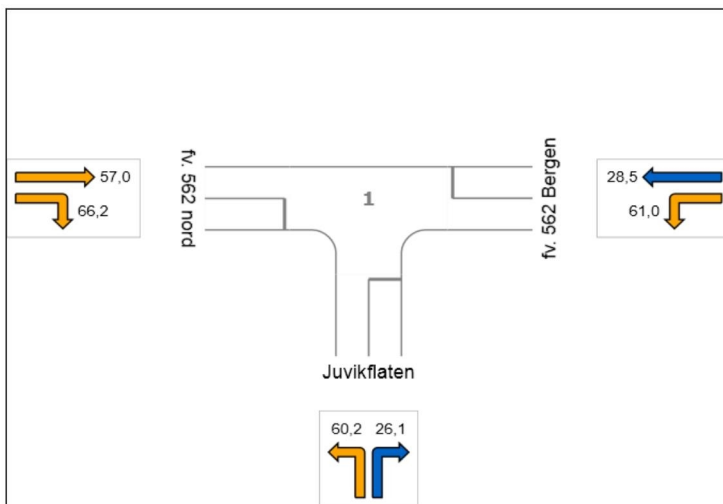 57,0
66,2
fv. 562 nord
1
fv. 562 Bergen
28,5
61,0
Juvikflaten
60,2 26,1